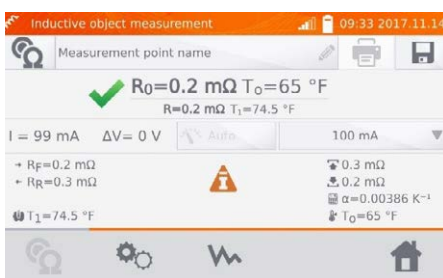 Inductive object measurement 09:33 2017.11.14
Measurement point name
R0=0.2 mΩ To=65 °F
R=0.2 mΩ T1=74.5 °F
I = 99 mA ΔV= 0 V Auto 100 mA
→ RF=0.2 mΩ 0.3 mΩ
← RR=0.3 mΩ 0.2 mΩ
α=0.00386 K⁻¹
T1=74.5 °F To=65 °F